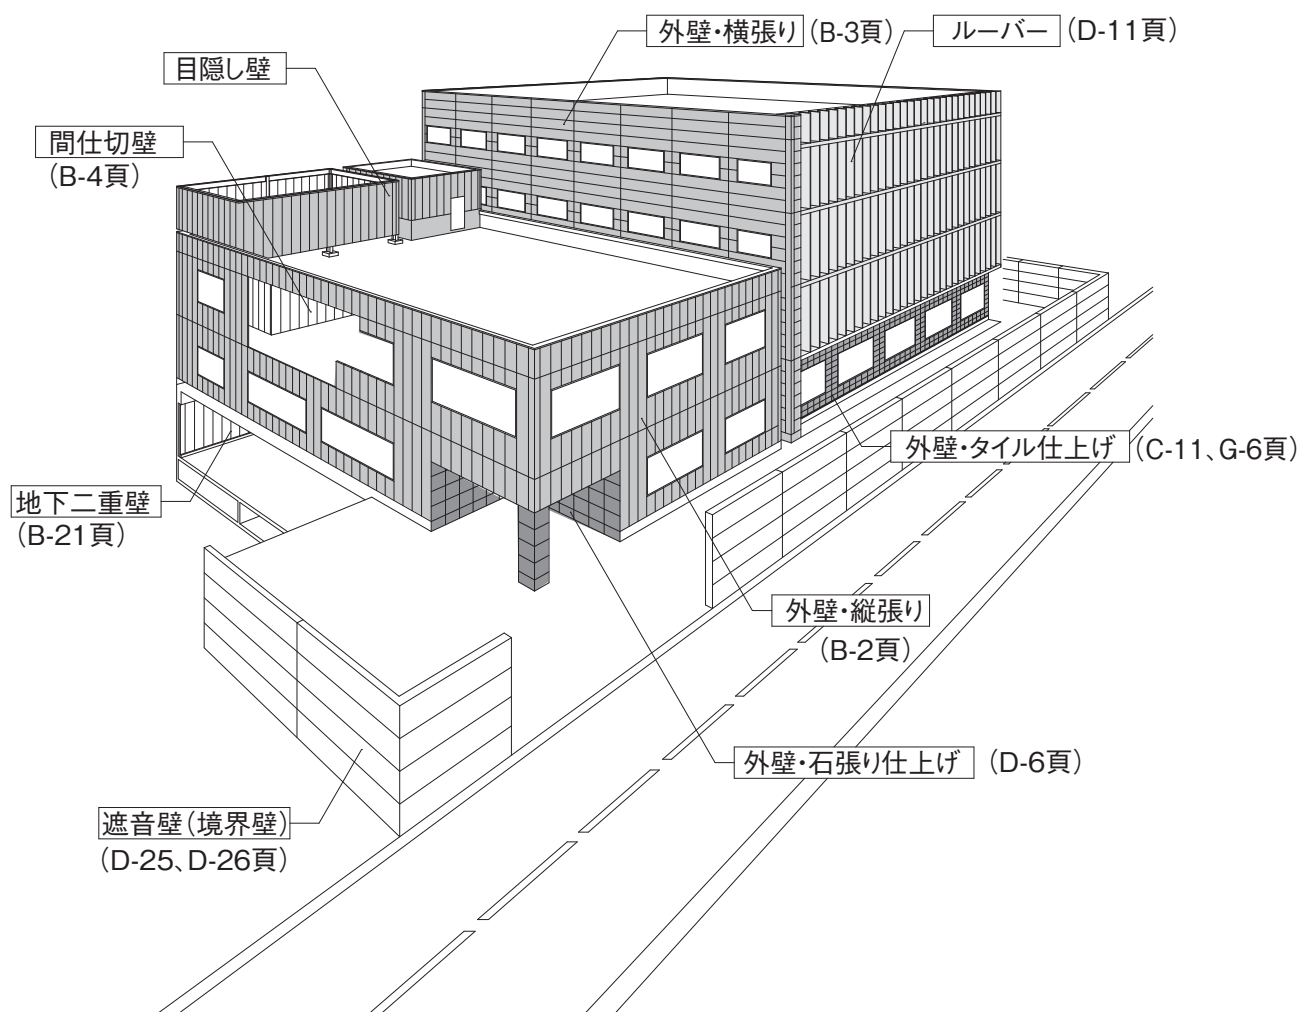 外壁・横張り（B-3頁）
ルーバー（D-11頁）
目隠し壁
間仕切壁
（B-4頁）
外壁・タイル仕上げ（C-11、G-6頁）
地下二重壁
（B-21頁）
外壁・縦張り
（B-2頁）
外壁・石張り仕上げ（D-6頁）
遮音壁（境界壁）
（D-25、D-26頁）